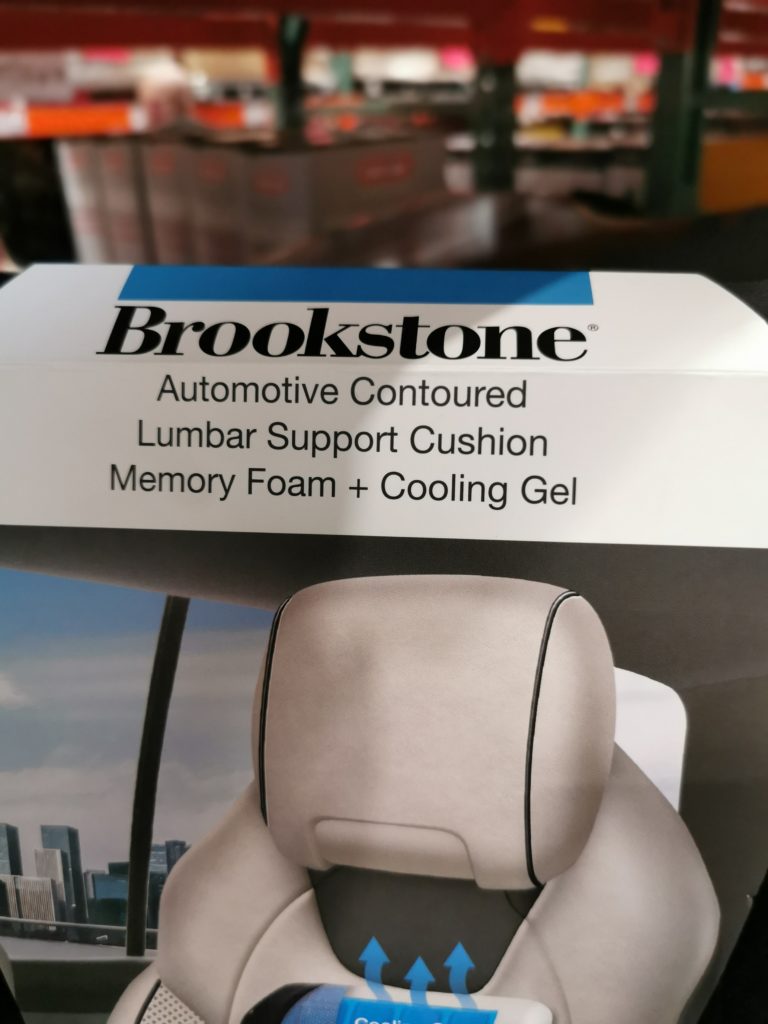 Brookstone®
Automotive Contoured
Lumbar Support Cushion
Memory Foam + Cooling Gel